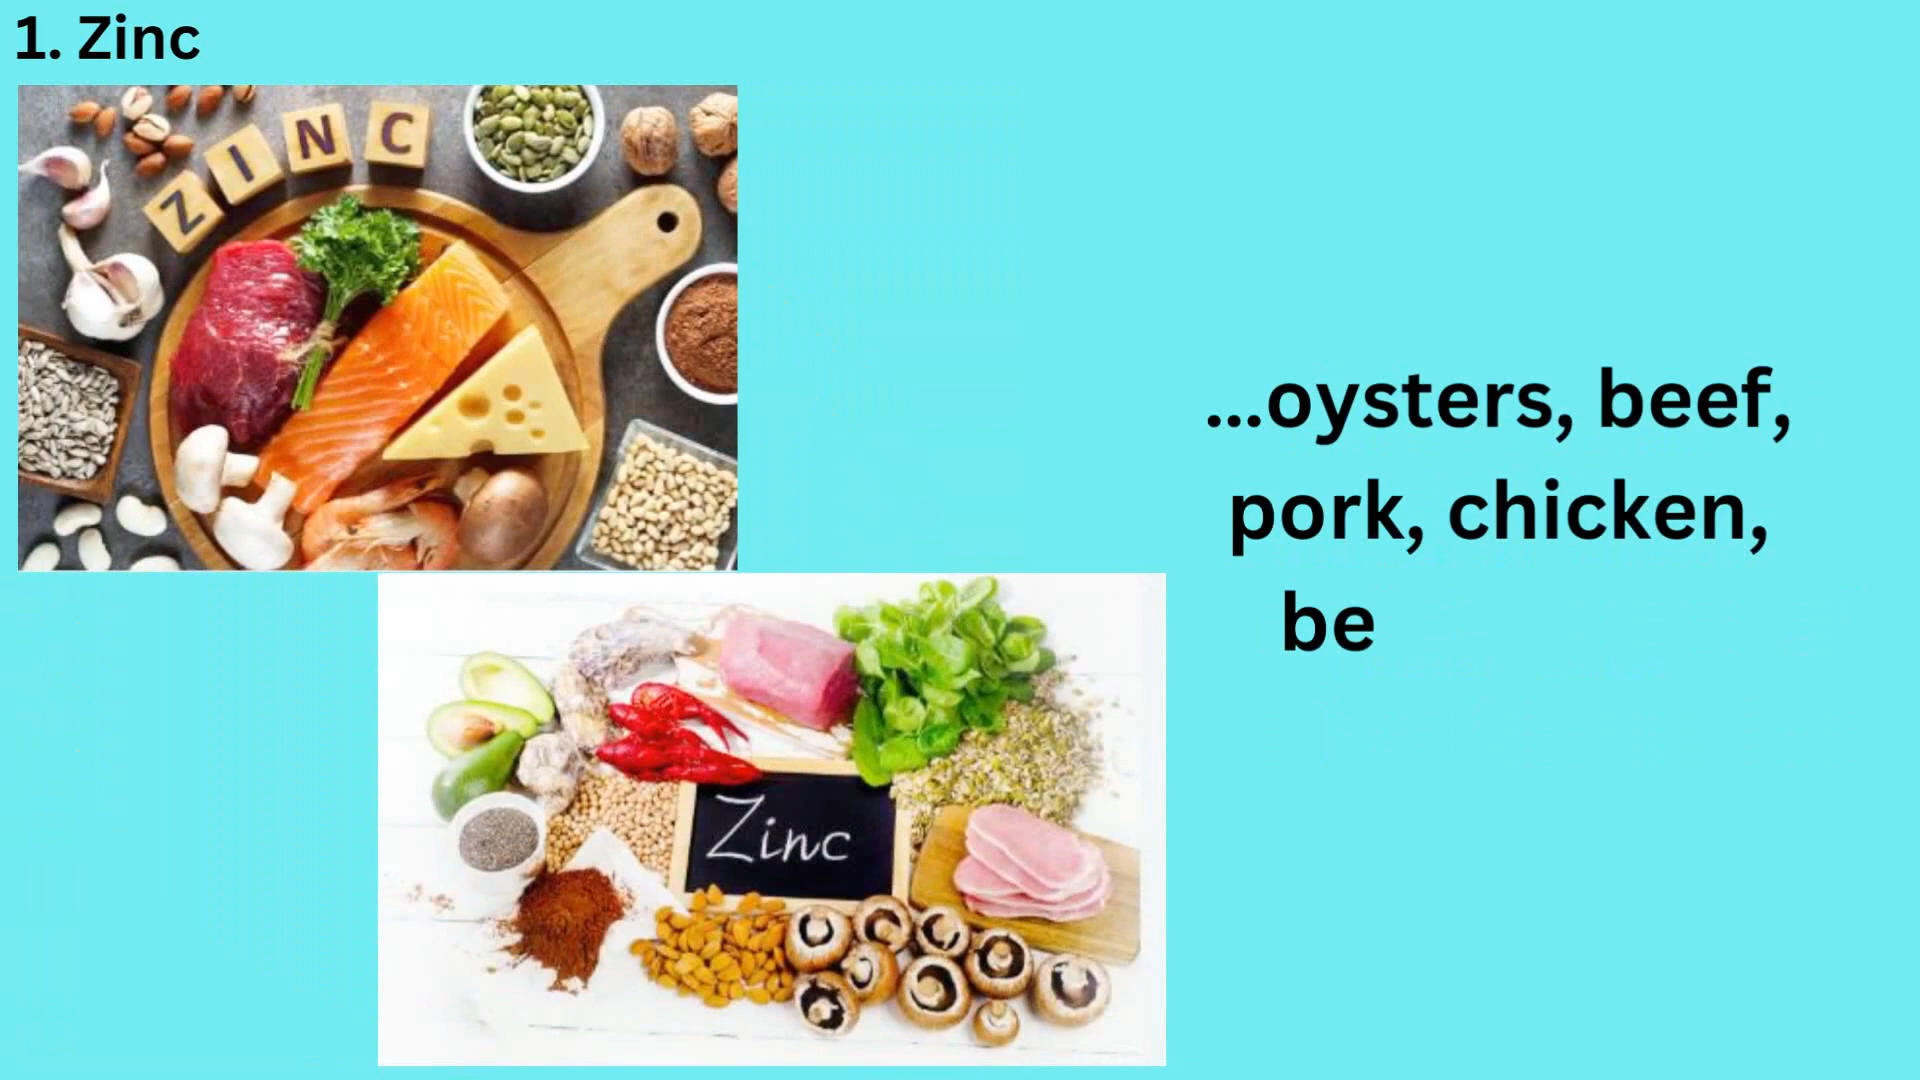 1. Zinc
ZINC
...oysters, beef,
pork, chicken,
be
Zinc